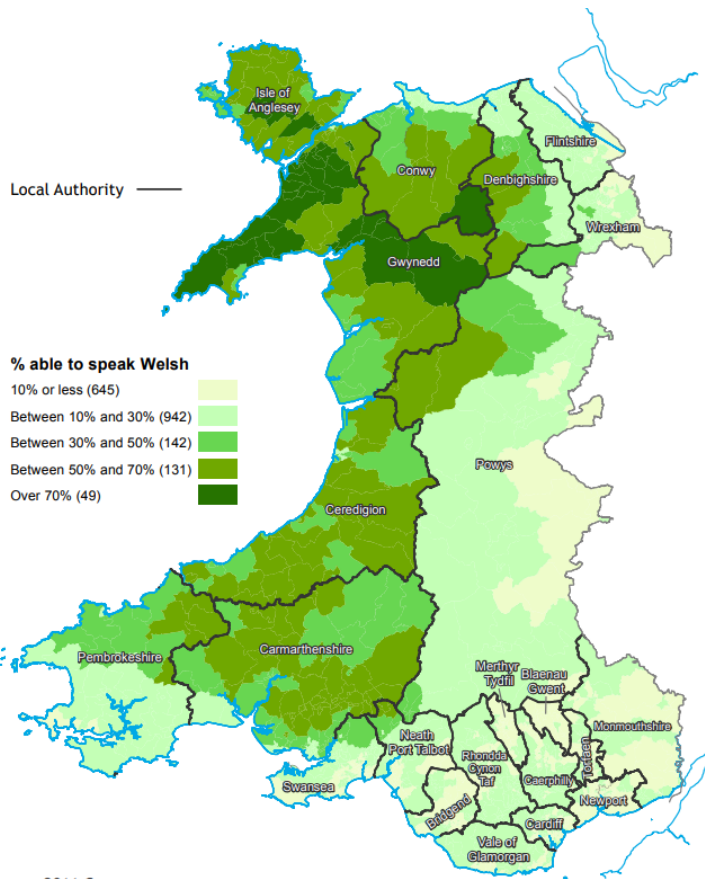 Isle of
Anglesey
Flintshire
Conwy
Denbighshire
Local Authority
Wrexham
Gwynedd
% able to speak Welsh
10% or less (645)
Between 10% and 30% (942)
Between 30% and 50% (142)
Between 50% and 70% (131)
Over 70% (49)
Powys
Ceredigion
Carmarthenshire
Pembrokeshire
Merthyr
Tydfil
Blaenau
Gwent
Monmouthshire
Neath
Port Talbot
Rhondda
Cynon
Taf
Torfaen
Caerphilly
Swansea
Bridgend
Newport
Cardiff
Vale of
Glamorgan